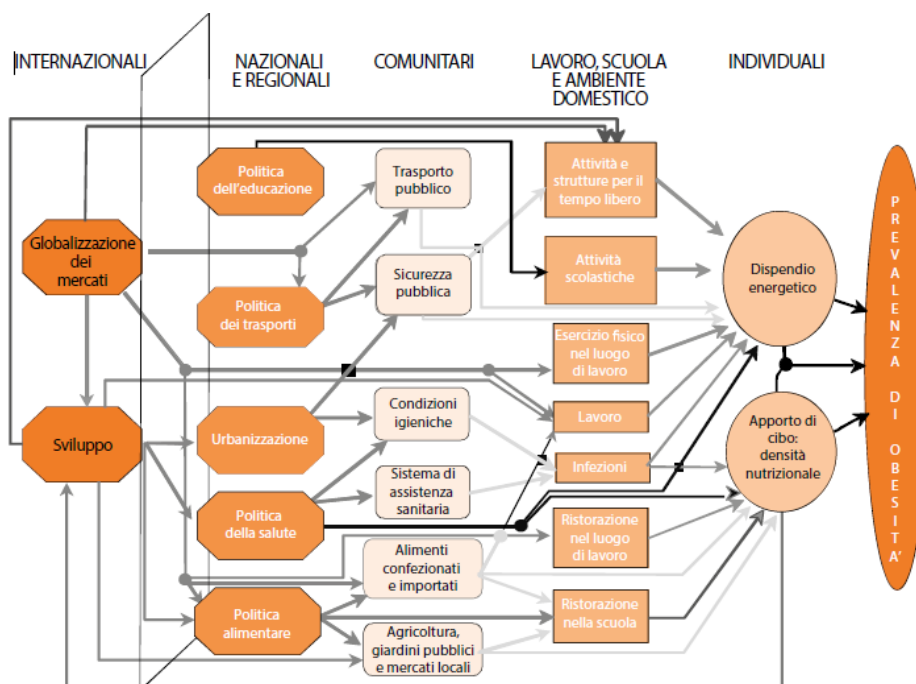 INTERNAZIONALI
NAZIONALI
E REGIONALI
COMUNITARI
LAVORO, SCUOLA
E AMBIENTE
DOMESTICO
INDIVIDUALI
Globalizzazione
dei
mercati
Sviluppo
Politica
dell'educazione
Politica
dei trasporti
Urbanizzazione
Politica
della salute
Politica
alimentare
Trasporto
pubblico
Sicurezza
pubblica
Condizioni
igieniche
Sistema di
assistenza
sanitaria
Alimenti
confezionati
e importati
Agricoltura,
giardini pubblici
e mercati locali
Attività e
strutture per il
tempo libero
Attività
scolastiche
Esercizio fisico
nel luogo
di lavoro
Lavoro
Infezioni
Ristorazione
nel luogo
di lavoro
Ristorazione
nella scuola
Dispendio
energetico
Apporto di
cibo:
densità
nutrizionale
PREVALENZA DI OBESITA'